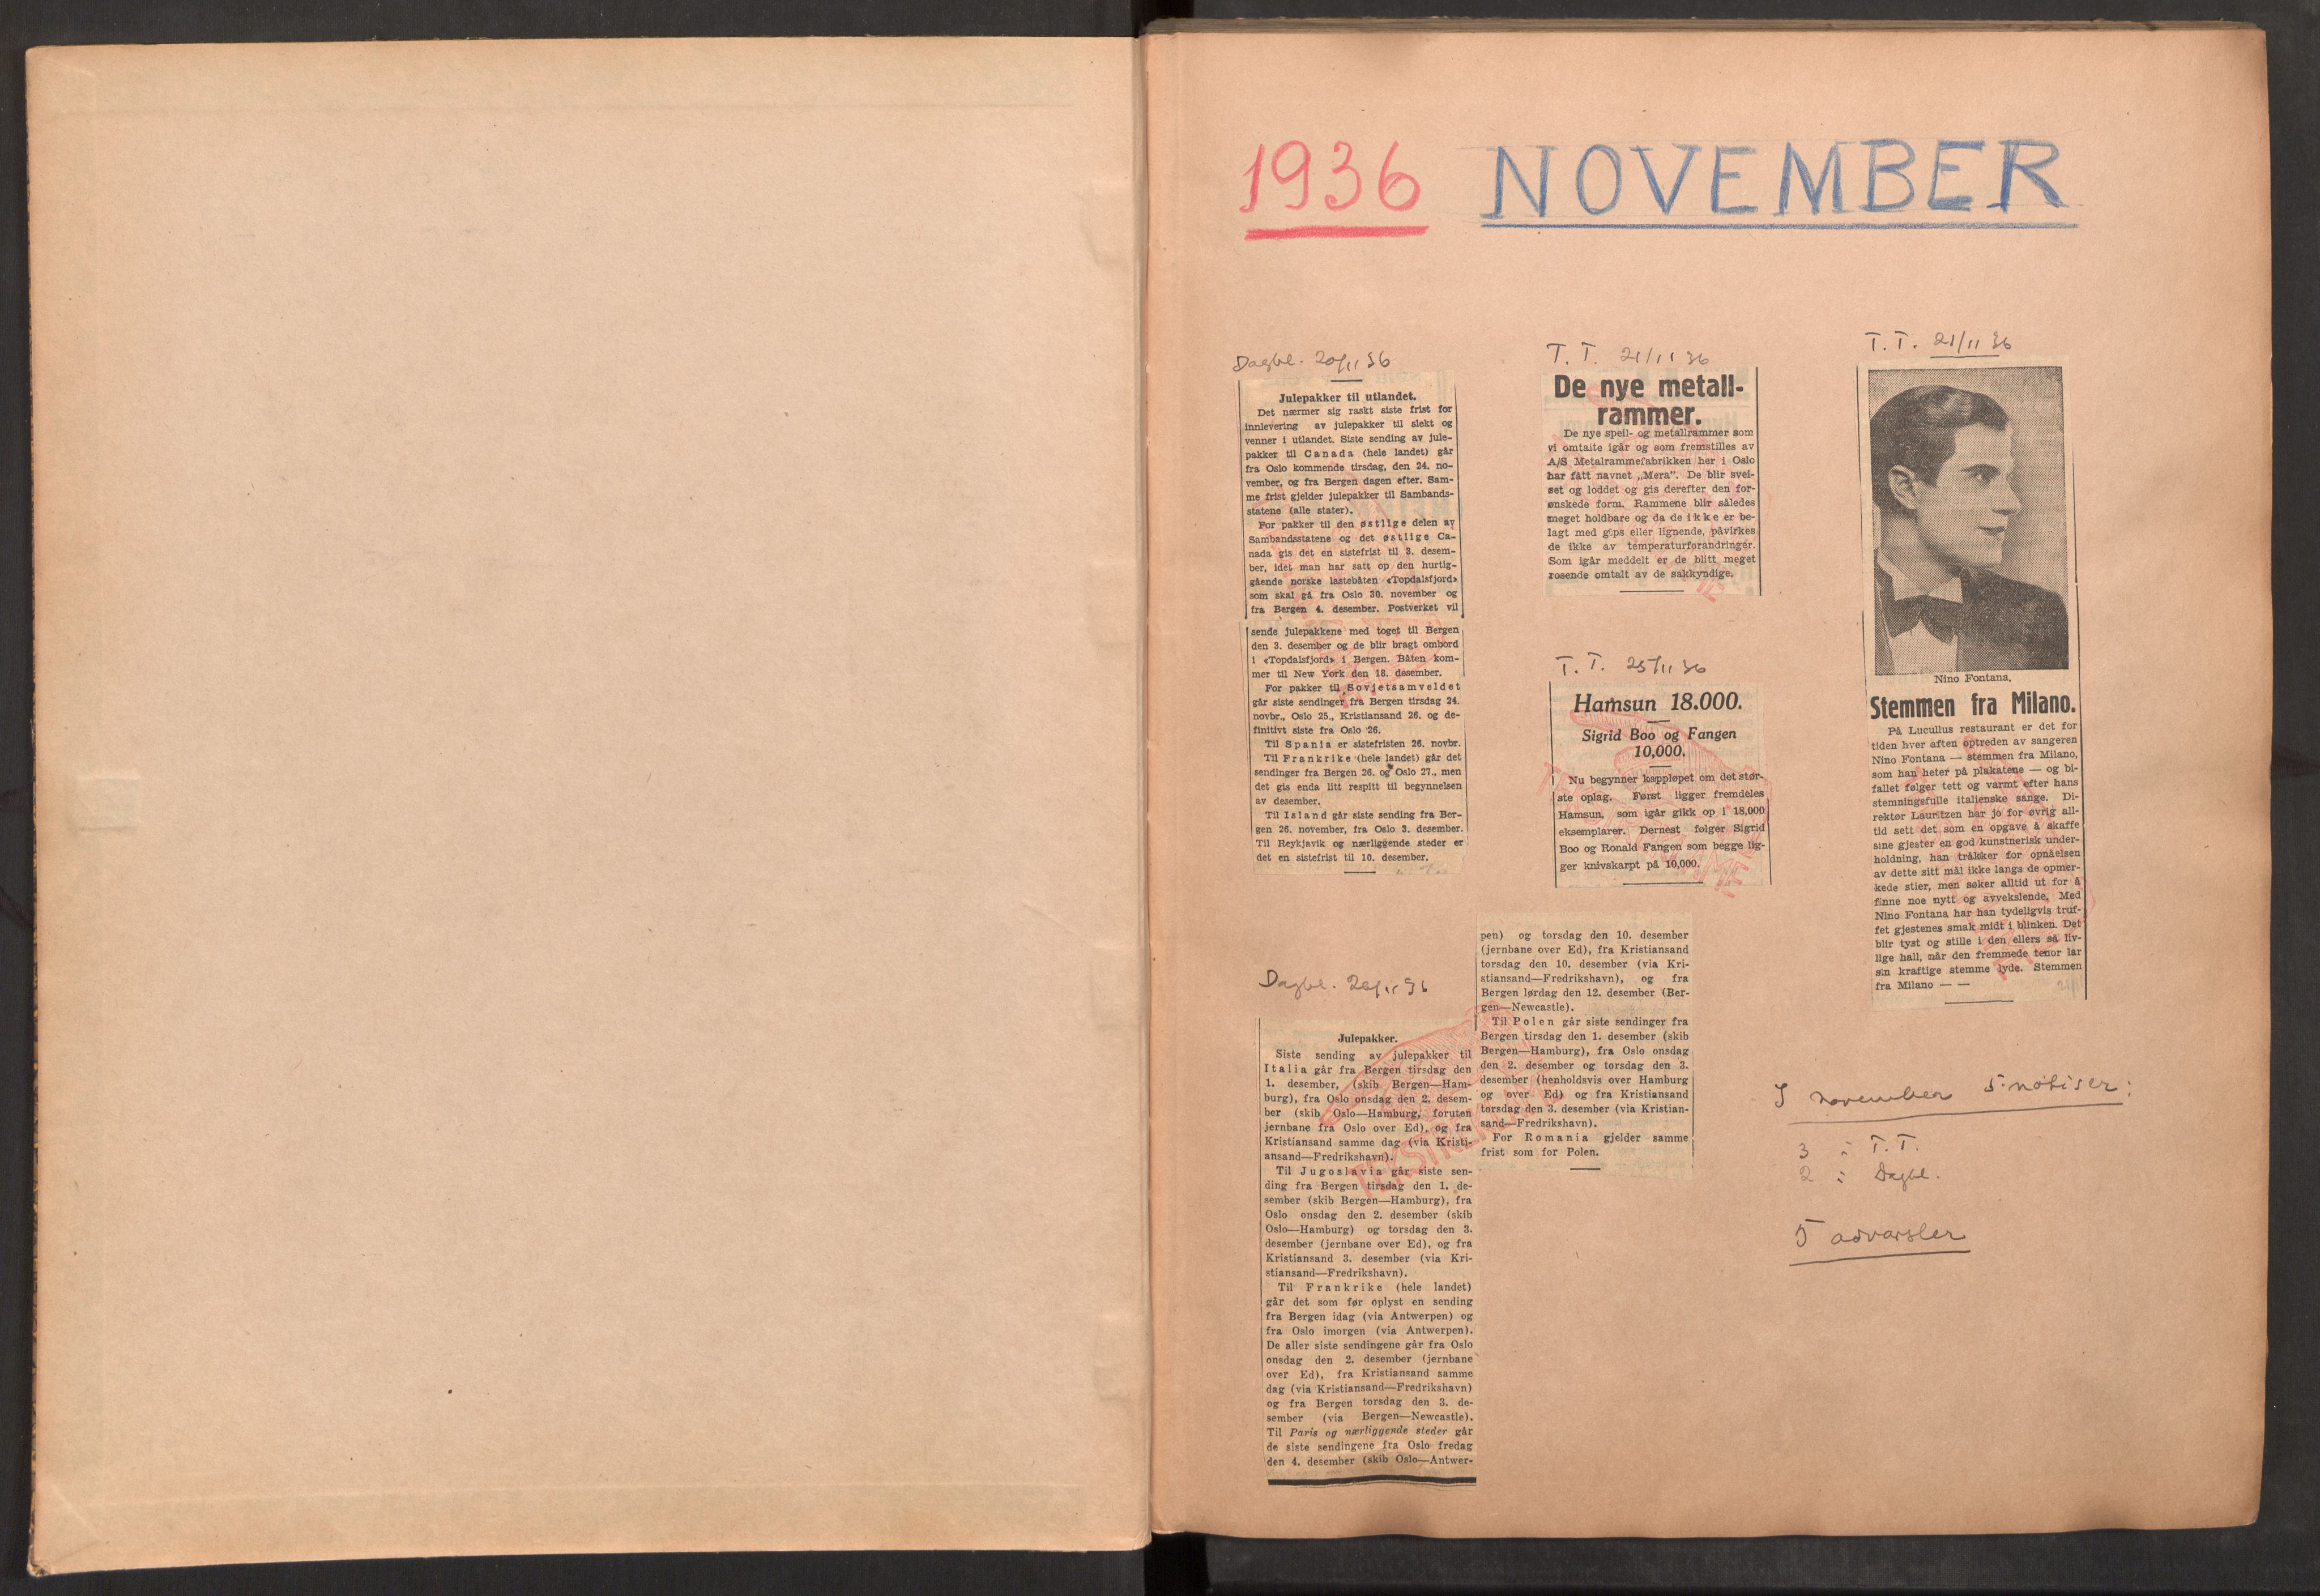 1936 NOVEMBER
Dagbl. 20/11 36
Julepakker til utlandet.
Det nærmer sig raskt siste frist for
innlevering av julepakker til slekt og
venner i utlandet. Siste sending av jule-
pakker til Canada (hele landet) går
fra Oslo kommende tirsdag, den 24. no-
vember, og fra Bergen dagen efter. Sam-
me frist gjelder julepakker til Sambands-
statene (alle stater).
For pakker til den østlige delen av
Sambandsstatene og det østlige Ca-
nada gis det en sistefrist til 3. desem-
ber, idet man har satt op den hurtig-
gående norske lastebåten «Topdalsfjord»
som skal gå fra Oslo 30. november og
fra Bergen 4. desember. Postverket vil
sende julepakkene med toget til Bergen
den 3. desember og de blir bragt ombord
i «Topdalsfjord» i Bergen. Båten kom-
mer til New York den 18. desember.
For pakker til Sovjetsamveldet
går siste sendinger fra Bergen tirsdag 24.
novbr., Oslo 25., Kristiansand 26. og de-
finitivt siste fra Oslo 26.
Til Spania er sistefristen 26. novbr.
Til Frankrike (hele landet) går det
sendinger fra Bergen 26. og Oslo 27., men
det gis enda litt respitt til begynnelsen
av desember.
Til Island går siste sending fra Ber-
gen 26. november, fra Oslo 3. desember.
Til Reykjavik og nærliggende steder er
det en sistefrist til 10. desember.
T. T. 21/11 36
De nye metall-
rammer.
De nye speil- og metallrammer som
vi omtalte igår og som fremstilles av
A/S Metalrammefabrikken her i Oslo
har fått navnet „Mera". De blir svei-
set og loddet og gis derefter den for-
ønskede form. Rammene blir således
meget holdbare og da de ikke er be-
lagt med gips eller lignende, påvirkes
de ikke av temperaturforandringer.
Som igår meddelt er de blitt meget
rosende omtalt av de sakkyndige.
T. T. 25/11 36
Hamsun 18.000.
Sigrid Boo og Fangen
10,000.
Nu begynner kappløpet om det stør-
ste oplag. Først ligger fremdeles
Hamsun, som igår gikk op i 18,000
eksemplarer. Dernest følger Sigrid
Boo og Ronald Fangen som begge lig-
ger knivskarpt på 10,000.
T. T. 21/11 36
Nino Fontana.
Stemmen fra Milano.
På Lucullus restaurant er det for
tiden hver aften optreden av sangeren
Nino Fontana — stemmen fra Milano,
som han heter på plakatene — og bi-
fallet følger tett og varmt efter hans
stemningsfulle italienske sange. Di-
rektør Lauritzen har jo for øvrig all-
tid sett det som en opgave å skaffe
sine gjester en god kunstnerisk under-
holdning, han tråkker for opnåelsen
av dette sitt mål ikke langs de opmer-
kede stier, men søker alltid ut for å
finne noe nytt og avvekslende. Med
Nino Fontana har han tydeligvis truf-
fet gjestenes smak midt i blinken. Det
blir tyst og stille i den ellers så liv-
lige hall, når den fremmede tenor lar
sin kraftige stemme lyde. Stemmen
fra Milano — —
Dagbl. 26/11 36
Julepakker.
Siste sending av julepakker til
Italia går fra Bergen tirsdag den
1. desember, (skib Bergen—Ham-
burg), fra Oslo onsdag den 2. desem-
ber (skib Oslo—Hamburg, foruten
jernbane fra Oslo over Ed), og fra
Kristiansand samme dag (via Kristi-
ansand—Fredrikshavn).
Til Jugoslavia går siste sen-
ding fra Bergen tirsdag den 1. de-
sember (skib Bergen—Hamburg), fra
Oslo onsdag den 2. desember (skib
Oslo—Hamburg) og torsdag den 3.
desember (jernbane over Ed), og fra
Kristiansand 3. desember (via Kri-
stiansand—Fredrikshavn).
Til Frankrike (hele landet)
går det som før oplyst en sending
fra Bergen idag (via Antwerpen) og
fra Oslo imorgen (via Antwerpen).
De aller siste sendingene går fra Oslo
onsdag den 2. desember (jernbane
over Ed), fra Kristiansand samme
dag (via Kristiansand—Fredrikshavn)
og fra Bergen torsdag den 3. de-
sember (via Bergen—Newcastle).
Til Paris og nærliggende steder går
de siste sendingene fra Oslo fredag
den 4. desember (skib Oslo—Antwer-
pen) og torsdag den 10. desember
(jernbane over Ed), fra Kristiansand
torsdag den 10. desember (via Kri-
stiansand—Fredrikshavn), og fra
Bergen lørdag den 12. desember (Ber-
gen—Newcastle).
Til Polen går siste sendinger fra
Bergen tirsdag den 1. desember (skib
Bergen—Hamburg), fra Oslo onsdag
den 2. desember og torsdag den 3.
desember (henholdsvis over Hamburg
og over Ed) og fra Kristiansand
torsdag den 3. desember (via Kristian-
sand—Fredrikshavn).
For Romania gjelder samme
frist som for Polen.
I november 5 notiser:
3 i T. T.
2 i Dagbl.
5 advarsler